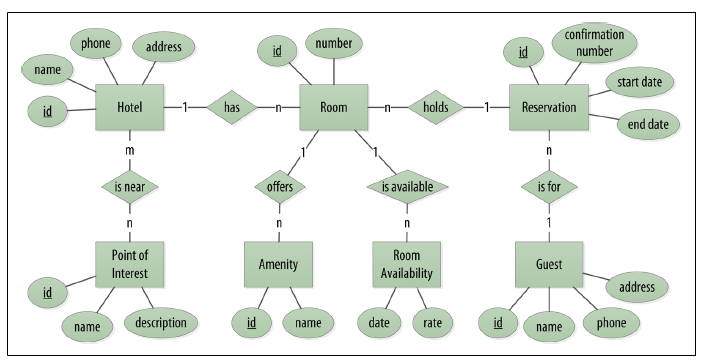 phone
address
name
id
Hotel
1
has
n
id
number
Room
n
holds
1
id
confirmation
number
start date
end date
Reservation
m
is near
n
1
offers
n
1
is available
n
n
is for
1
Point of
Interest
id
name
description
Amenity
id
name
Room
Availability
date
rate
Guest
address
id
name
phone